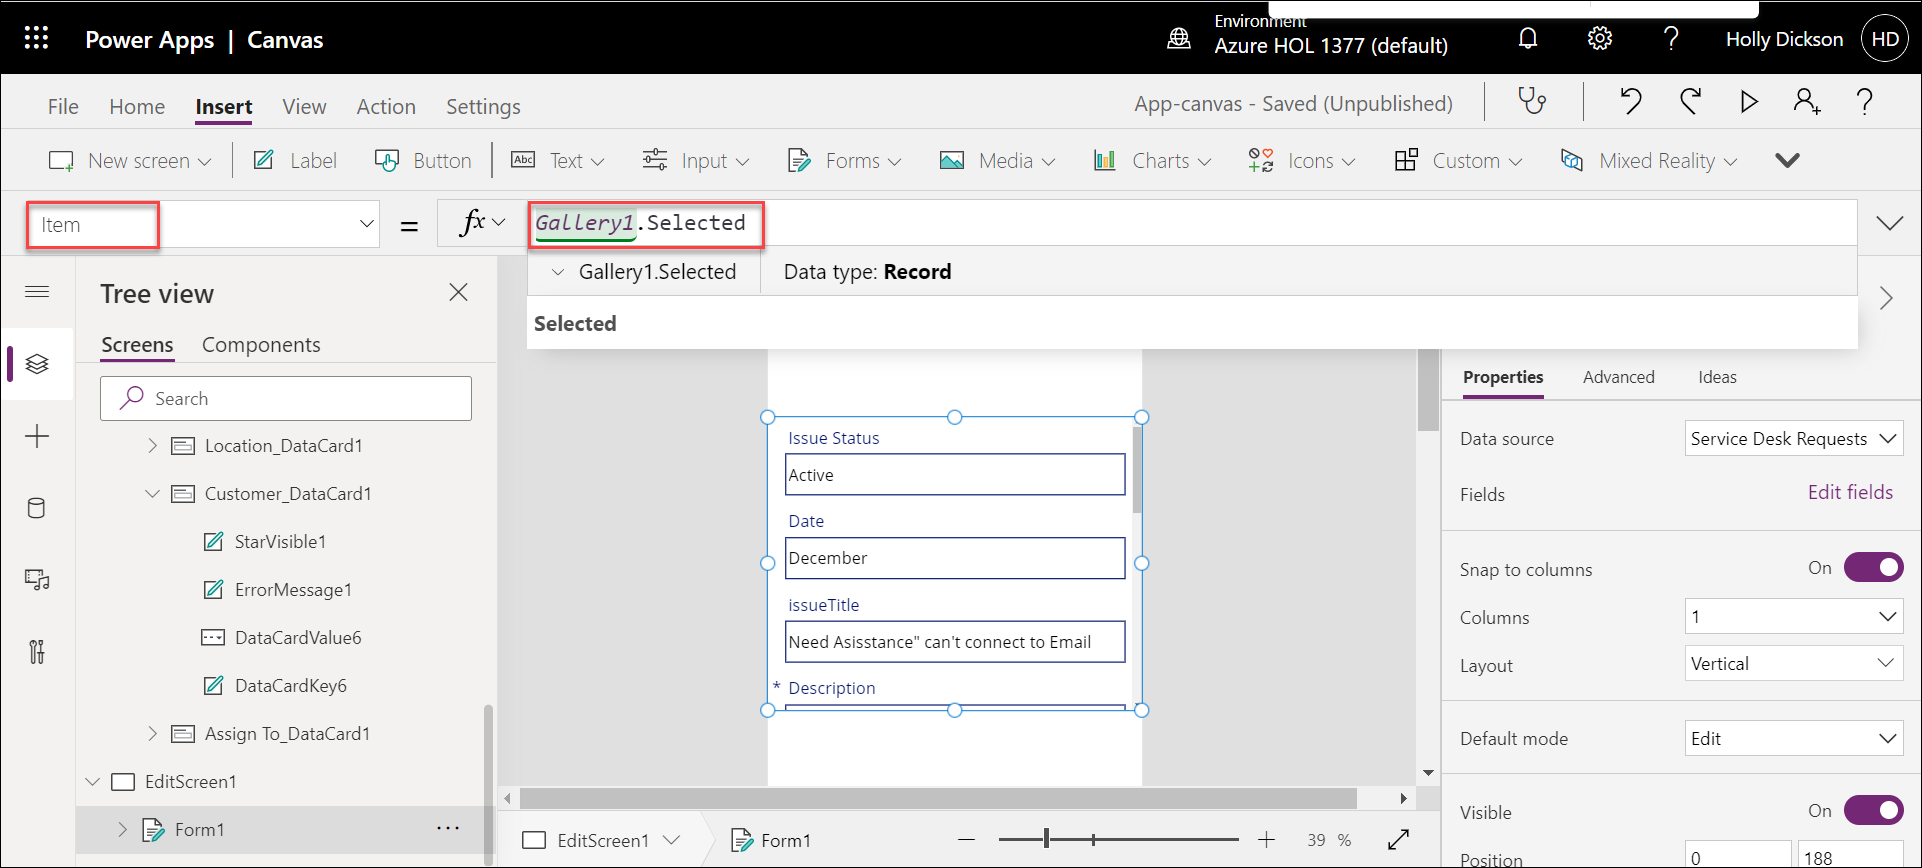 Power Apps | Canvas
Environment
Azure HOL 1377 (default)
Holly Dickson
HD
File Home Insert View Action Settings
App-canvas - Saved (Unpublished)
New screen Label Button Abc Text Input Forms Media Charts Icons Custom Mixed Reality
Item = fx Gallery1.Selected
Gallery1.Selected Data type: Record
Selected
Tree view
Screens Components
Search
Location_DataCard1
Customer_DataCard1
StarVisible1
ErrorMessage1
DataCardValue6
DataCardKey6
Assign To_DataCard1
EditScreen1
Form1
Issue Status
Active
Date
December
issueTitle
Need Asisstance" can't connect to Email
* Description
EditScreen1 Form1 39 %
Properties Advanced Ideas
Data source Service Desk Requests
Fields Edit fields
Snap to columns On
Columns 1
Layout Vertical
Default mode Edit
Visible On
Position 0 188